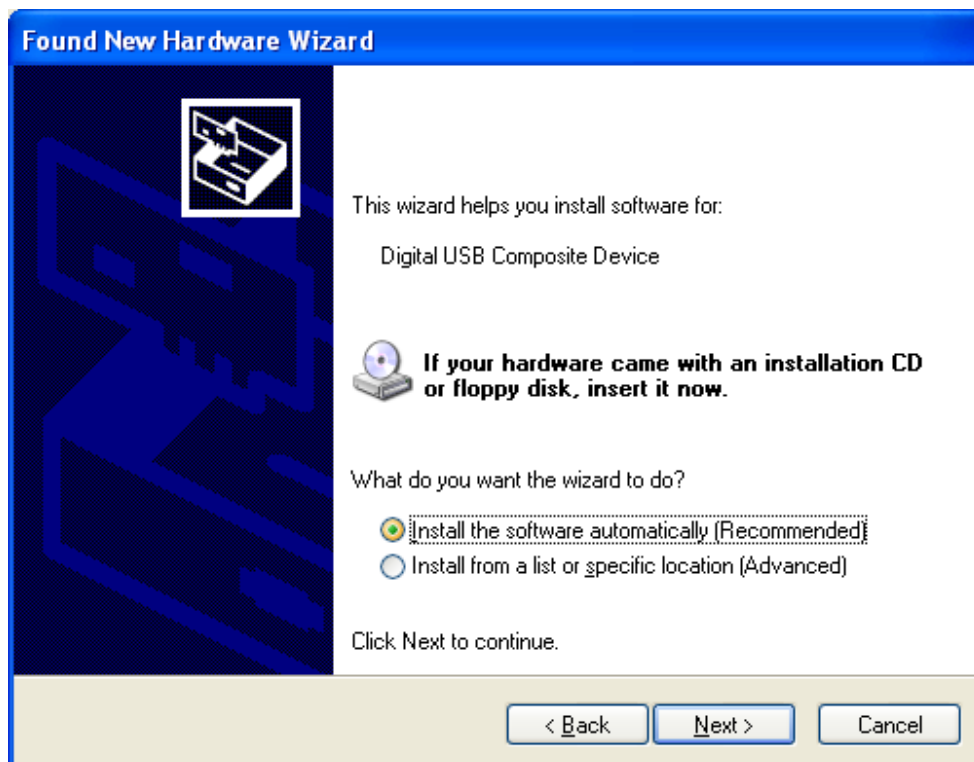 Found New Hardware Wizard
This wizard helps you install software for:
Digital USB Composite Device
If your hardware came with an installation CD
or floppy disk, insert it now.
What do you want the wizard to do?
Install the software automatically (Recommended)
Install from a list or specific location (Advanced)
Click Next to continue.
< Back Next > Cancel